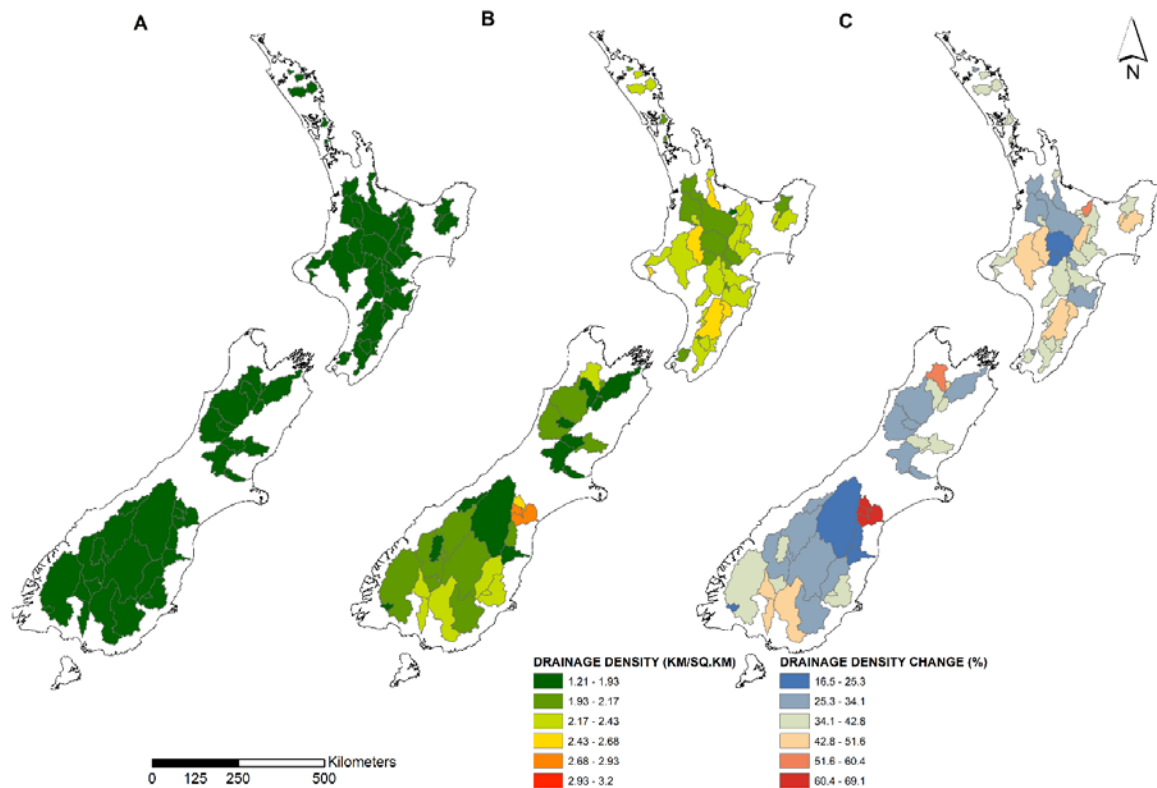 A
B
C
N
DRAINAGE DENSITY (KM/SQ.KM)
1.21 - 1.93
1.93 - 2.17
2.17 - 2.43
2.43 - 2.68
2.68 - 2.93
2.93 - 3.2
DRAINAGE DENSITY CHANGE (%)
16.5 - 25.3
25.3 - 34.1
34.1 - 42.8
42.8 - 51.6
51.6 - 60.4
60.4 - 69.1
Kilometers
0 125 250 500